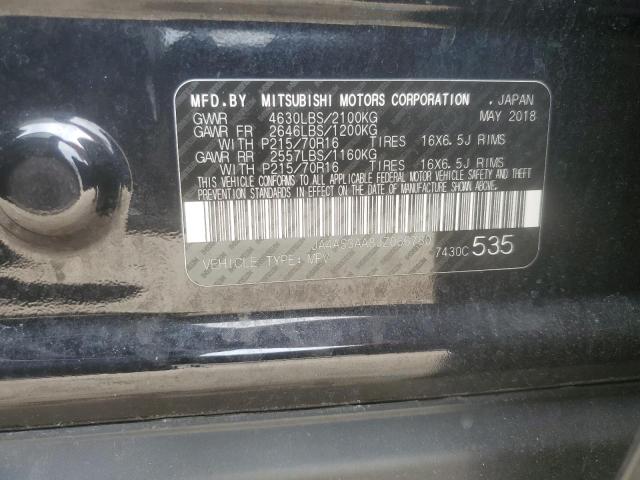 MFD.BY MITSUBISHI MOTORS CORPORATION , JAPAN
GVWR 4630LBS/2100KG MAY 2018
GAWR FR 2646LBS/1200KG
WITH P215/70R16 TIRES 16X6.5J RIMS
GAWR RR 2557LBS/1160KG
WITH P215/70R16 TIRES 16X6.5J RIMS
THIS VEHICLE CONFORMS TO ALL APPLICABLE FEDERAL MOTOR VEHICLE SAFETY, BUMPER AND THEFT
PREVENTION STANDARDS IN EFFECT ON THE DATE OF MANUFACTURE SHOWN ABOVE.
VEHICLE TYPE: MPV 7430C 535